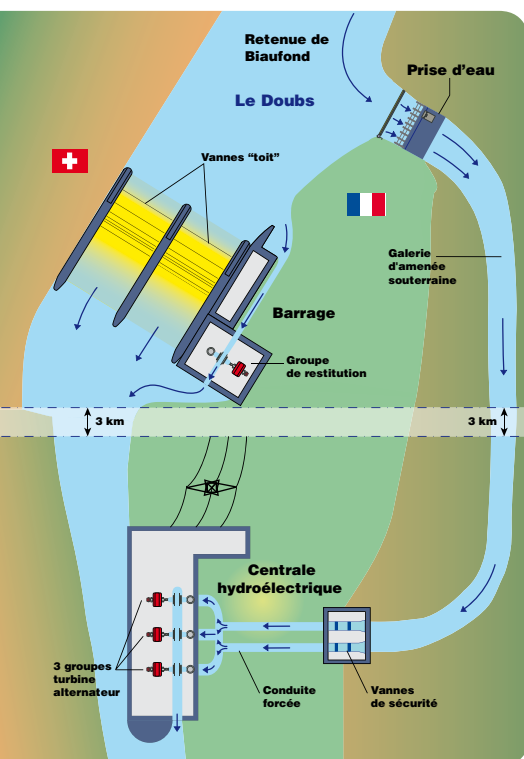 Retenue de
Biaufond
Prise d'eau
Le Doubs
Vannes “toit”
Galerie
d'amenée
souterraine
Barrage
Groupe
de restitution
3 km
3 km
Centrale
hydroélectrique
3 groupes
turbine
alternateur
Conduite
forcée
Vannes
de sécurité